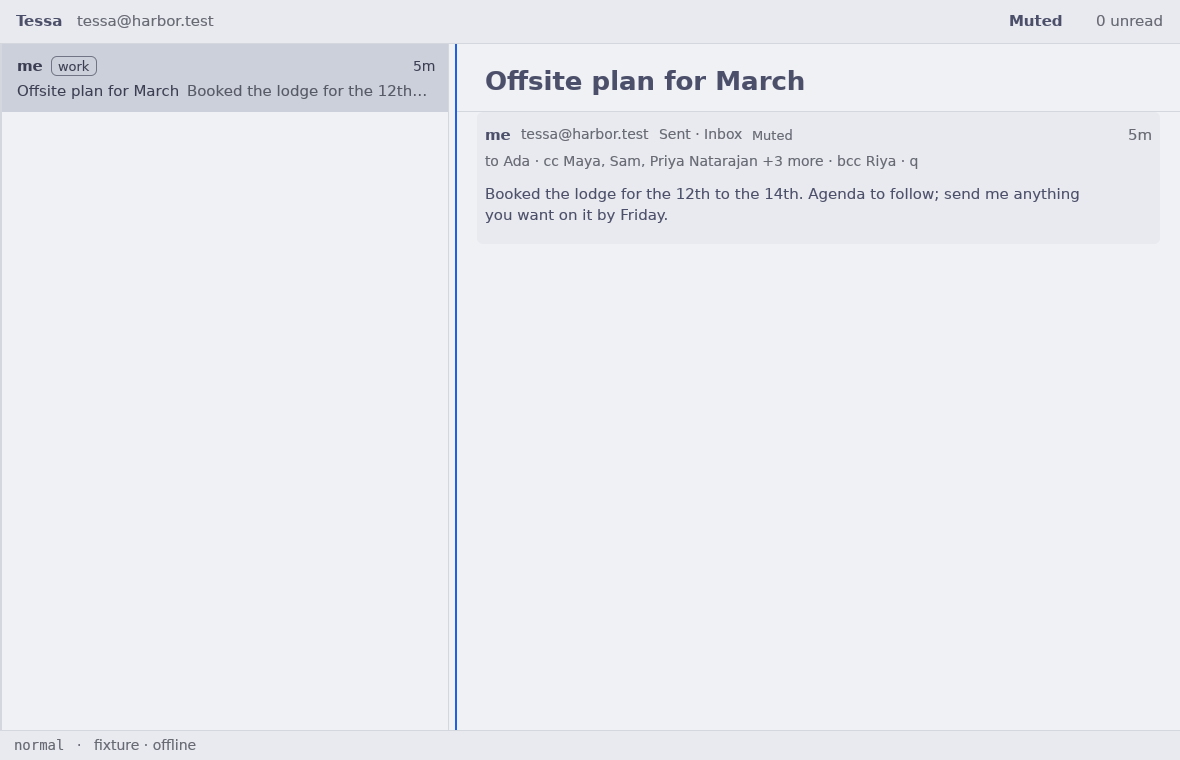 Tessa tessa@harbor.test Muted 0 unread
me work 5m
Offsite plan for March Booked the lodge for the 12th…
Offsite plan for March
me tessa@harbor.test Sent · Inbox Muted 5m
to Ada · cc Maya, Sam, Priya Natarajan +3 more · bcc Riya · q
Booked the lodge for the 12th to the 14th. Agenda to follow; send me anything
you want on it by Friday.
normal · fixture · offline